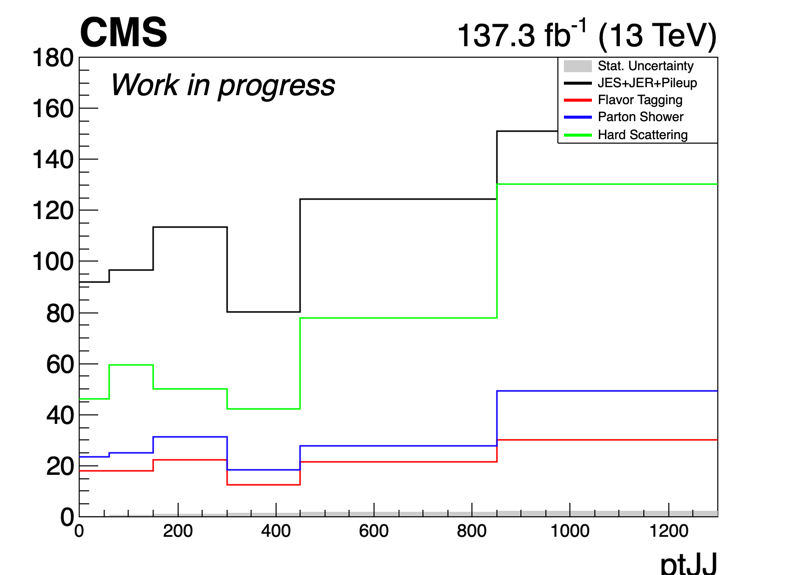 CMS
137.3 fb-1 (13 TeV)
Work in progress
Stat. Uncertainty
JES+JER+Pileup
Flavor Tagging
Parton Shower
Hard Scattering
180
160
140
120
100
80
60
40
20
0
0 200 400 600 800 1000 1200
ptJJ